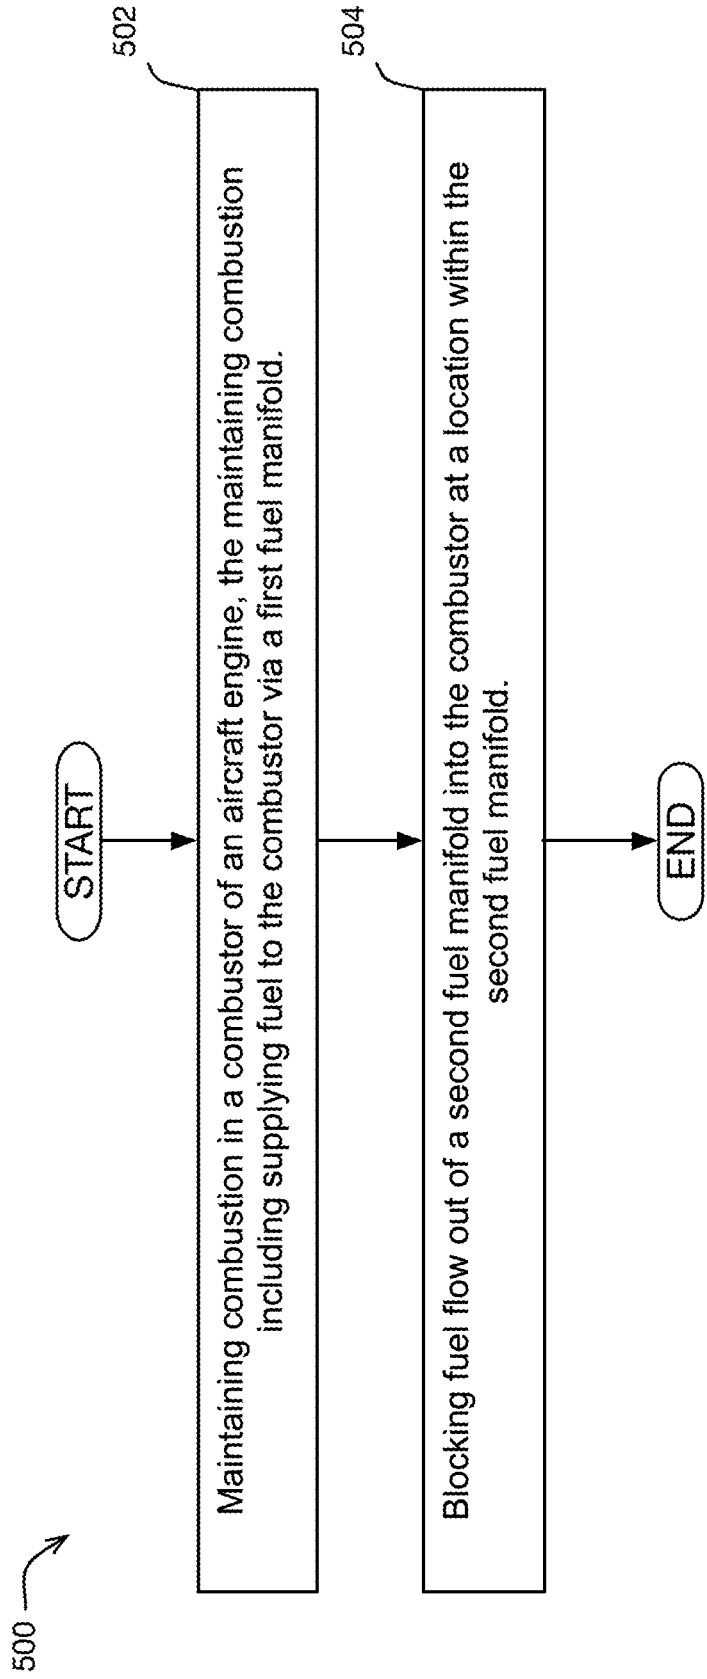 500
START
502
Maintaining combustion in a combustor of an aircraft engine, the maintaining combustion
including supplying fuel to the combustor via a first fuel manifold.
504
Blocking fuel flow out of a second fuel manifold into the combustor at a location within the
second fuel manifold.
END